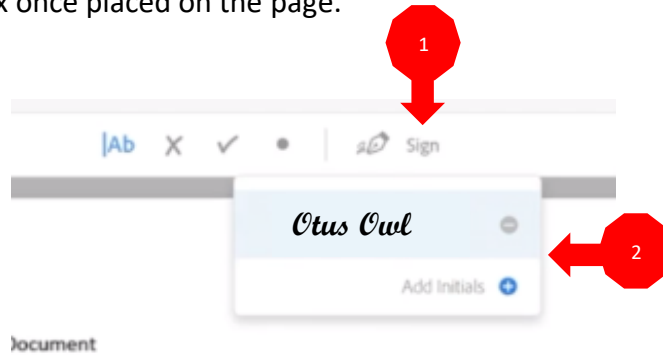 x once placed on the page.
1
|Ab Sign
Otus Owl
2
Add Initials
Document